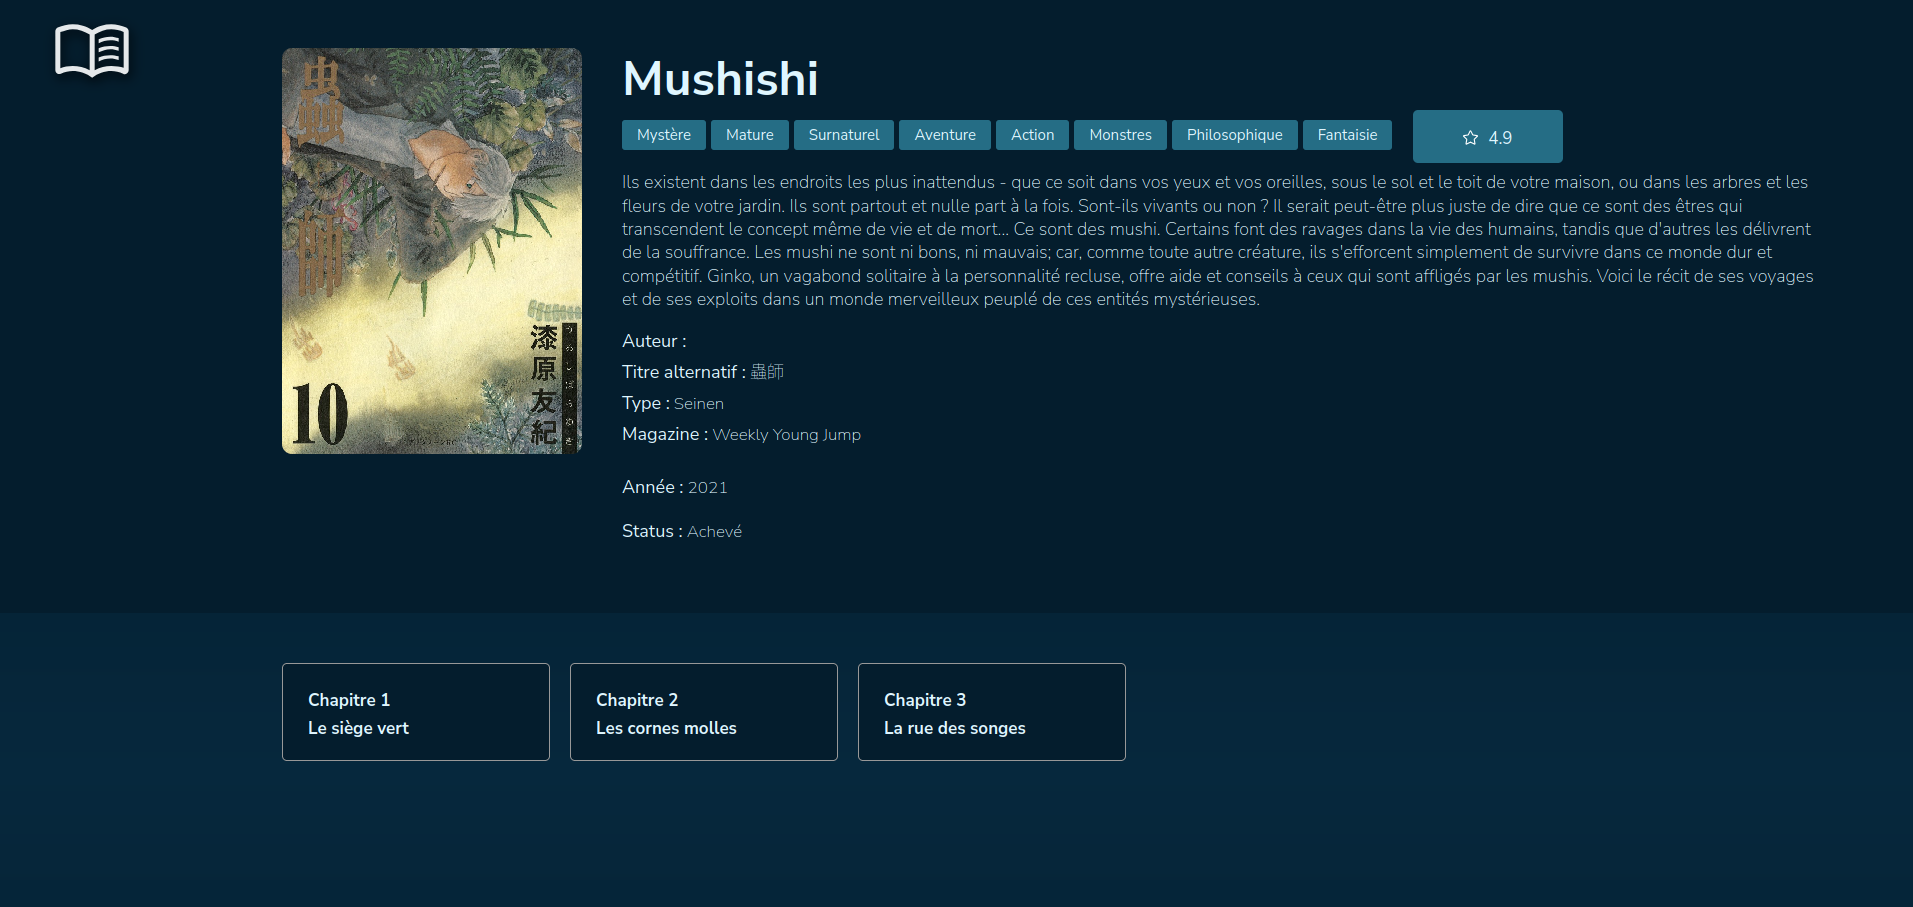 Mushishi
Mystère Mature Surnaturel Aventure Action Monstres Philosophique Fantaisie 4.9
Ils existent dans les endroits les plus inattendus - que ce soit dans vos yeux et vos oreilles, sous le sol et le toit de votre maison, ou dans les arbres et les
fleurs de votre jardin. Ils sont partout et nulle part à la fois. Sont-ils vivants ou non ? Il serait peut-être plus juste de dire que ce sont des êtres qui
transcendent le concept même de vie et de mort... Ce sont des mushi. Certains font des ravages dans la vie des humains, tandis que d'autres les délivrent
de la souffrance. Les mushi ne sont ni bons, ni mauvais; car, comme toute autre créature, ils s'efforcent simplement de survivre dans ce monde dur et
compétitif. Ginko, un vagabond solitaire à la personnalité recluse, offre aide et conseils à ceux qui sont affligés par les mushis. Voici le récit de ses voyages
et de ses exploits dans un monde merveilleux peuplé de ces entités mystérieuses.
Auteur :
Titre alternatif : 蟲師
Type : Seinen
Magazine : Weekly Young Jump
Année : 2021
Status : Achevé
蟲師
漆原友紀
10
Chapitre 1
Le siège vert
Chapitre 2
Les cornes molles
Chapitre 3
La rue des songes